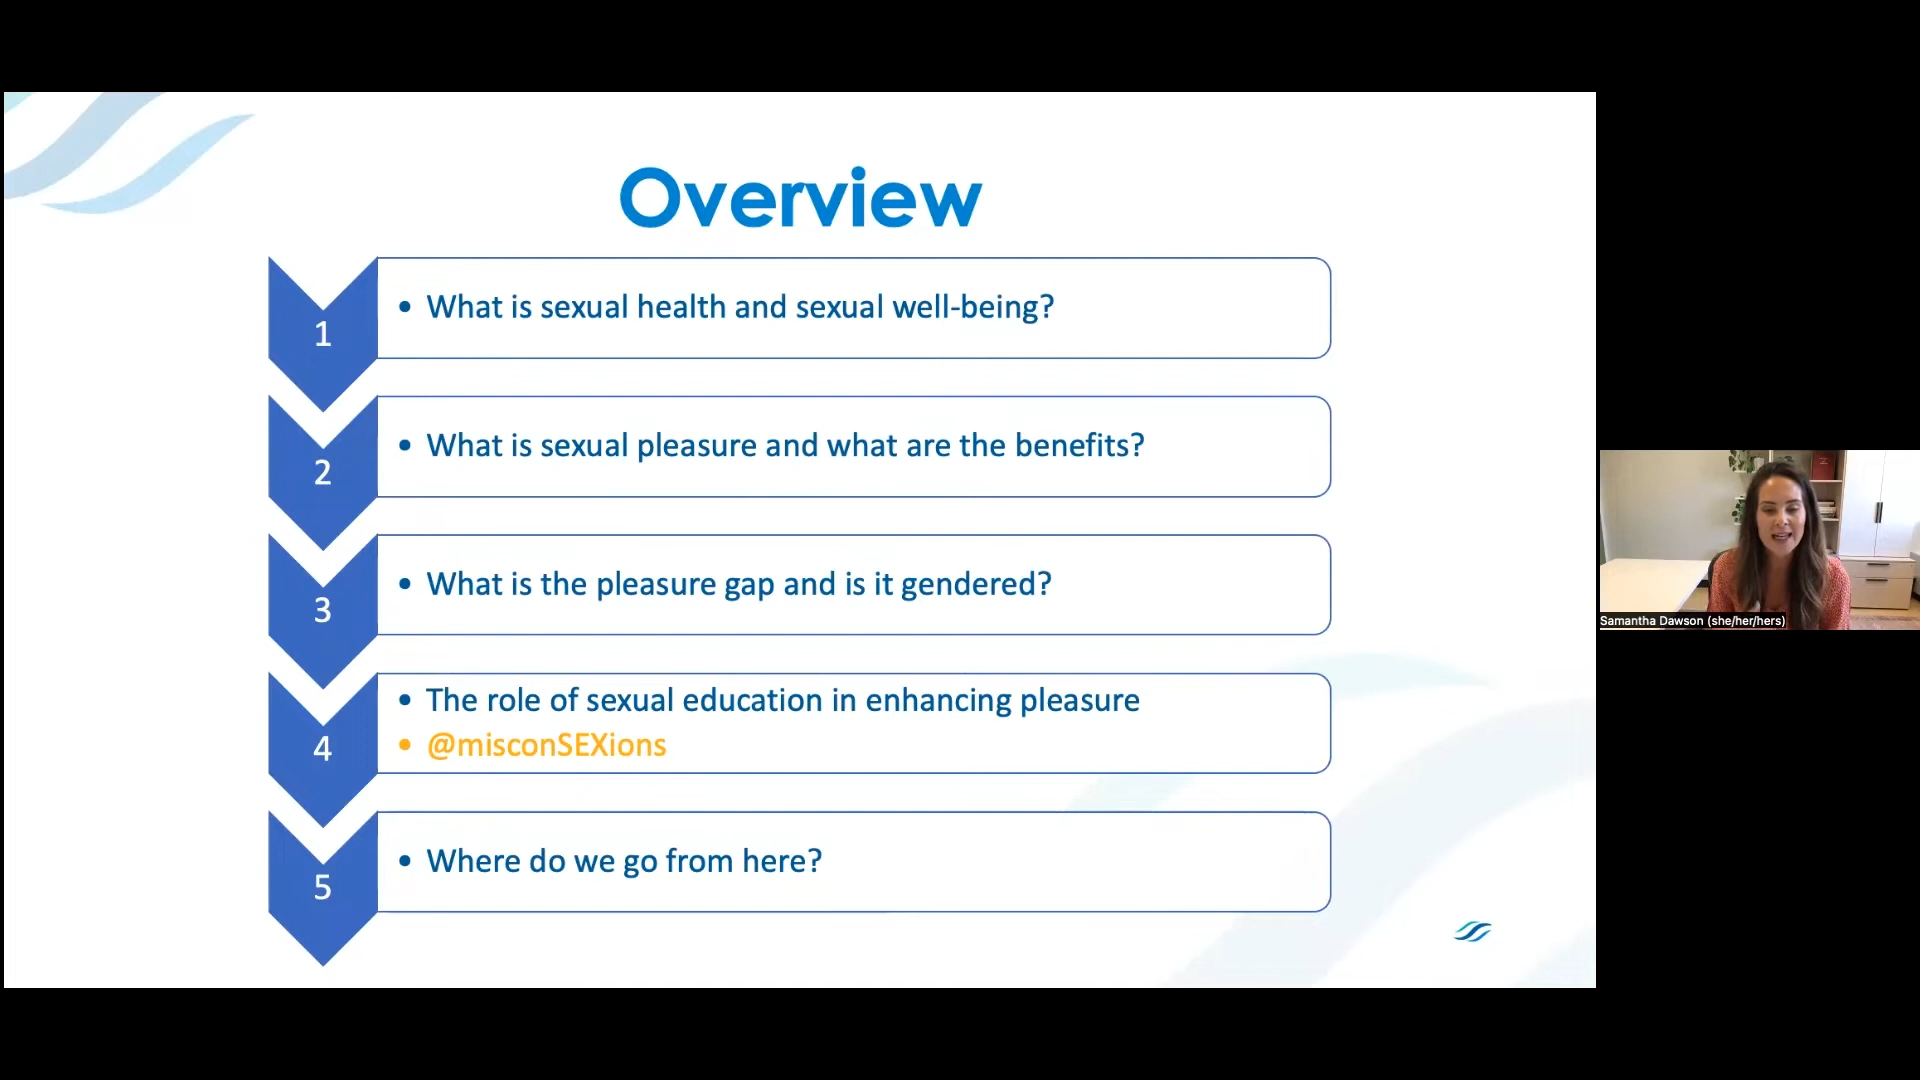 Overview
1
• What is sexual health and sexual well-being?
2
• What is sexual pleasure and what are the benefits?
3
• What is the pleasure gap and is it gendered?
4
• The role of sexual education in enhancing pleasure
• @misconSEXions
5
• Where do we go from here?
Samantha Dawson (she/her/hers)